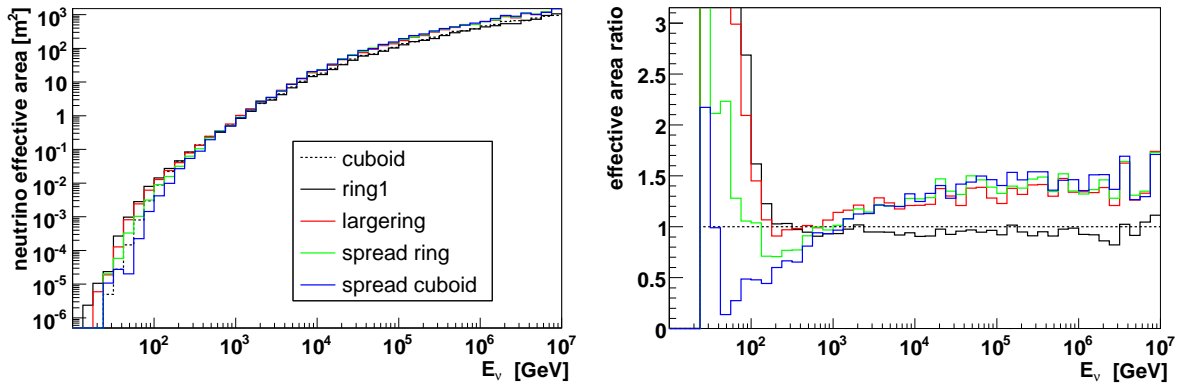 neutrino effective area [m²]
10³
10²
10
1
10⁻¹
10⁻²
10⁻³
10⁻⁴
10⁻⁵
10⁻⁶
cuboid
ring1
largering
spread ring
spread cuboid
10² 10³ 10⁴ 10⁵ 10⁶ 10⁷
E_ν [GeV]
effective area ratio
3
2.5
2
1.5
1
0.5
0
10² 10³ 10⁴ 10⁵ 10⁶ 10⁷
E_ν [GeV]